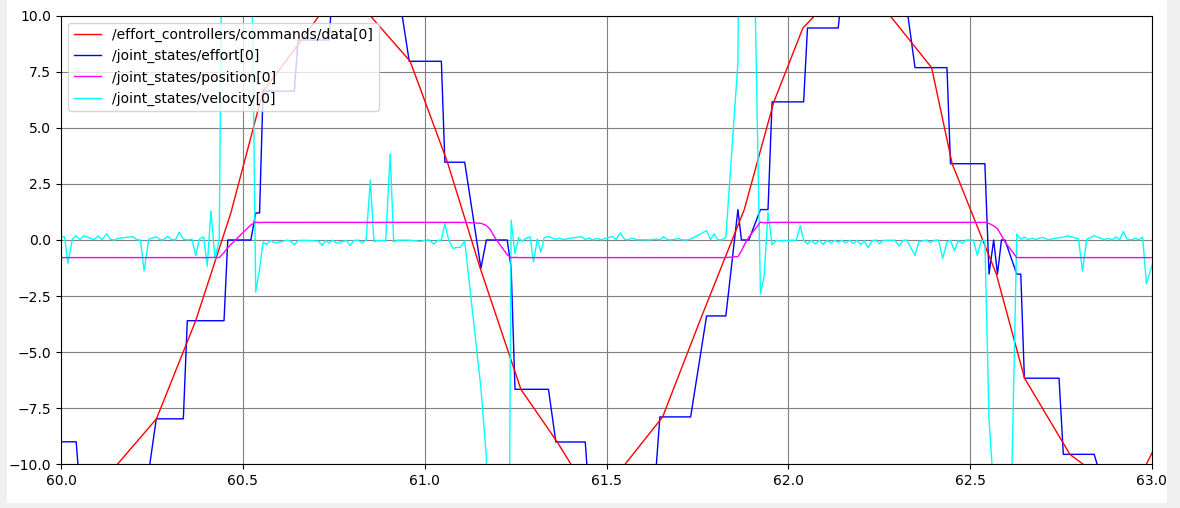 10.0
7.5
5.0
2.5
0.0
−2.5
−5.0
−7.5
−10.0
/effort_controllers/commands/data[0]
/joint_states/effort[0]
/joint_states/position[0]
/joint_states/velocity[0]
60.0 60.5 61.0 61.5 62.0 62.5 63.0